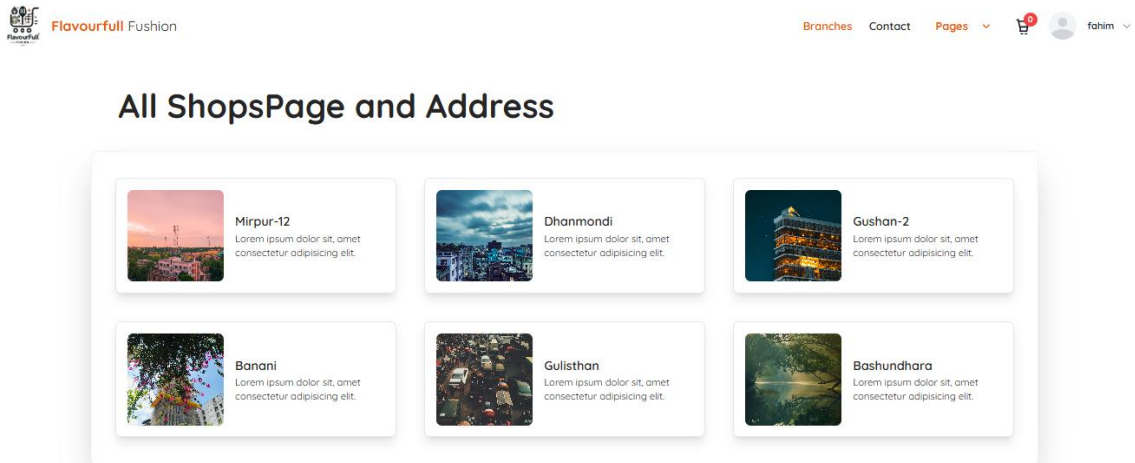 FlavourFull
Flavourfull Fushion
Branches
Contact
Pages
0
fahim
All ShopsPage and Address
Mirpur-12
Lorem ipsum dolor sit, amet
consectetur adipisicing elit.
Dhanmondi
Lorem ipsum dolor sit, amet
consectetur adipisicing elit.
Gushan-2
Lorem ipsum dolor sit, amet
consectetur adipisicing elit.
Banani
Lorem ipsum dolor sit, amet
consectetur adipisicing elit.
Gulisthan
Lorem ipsum dolor sit, amet
consectetur adipisicing elit.
Bashundhara
Lorem ipsum dolor sit, amet
consectetur adipisicing elit.